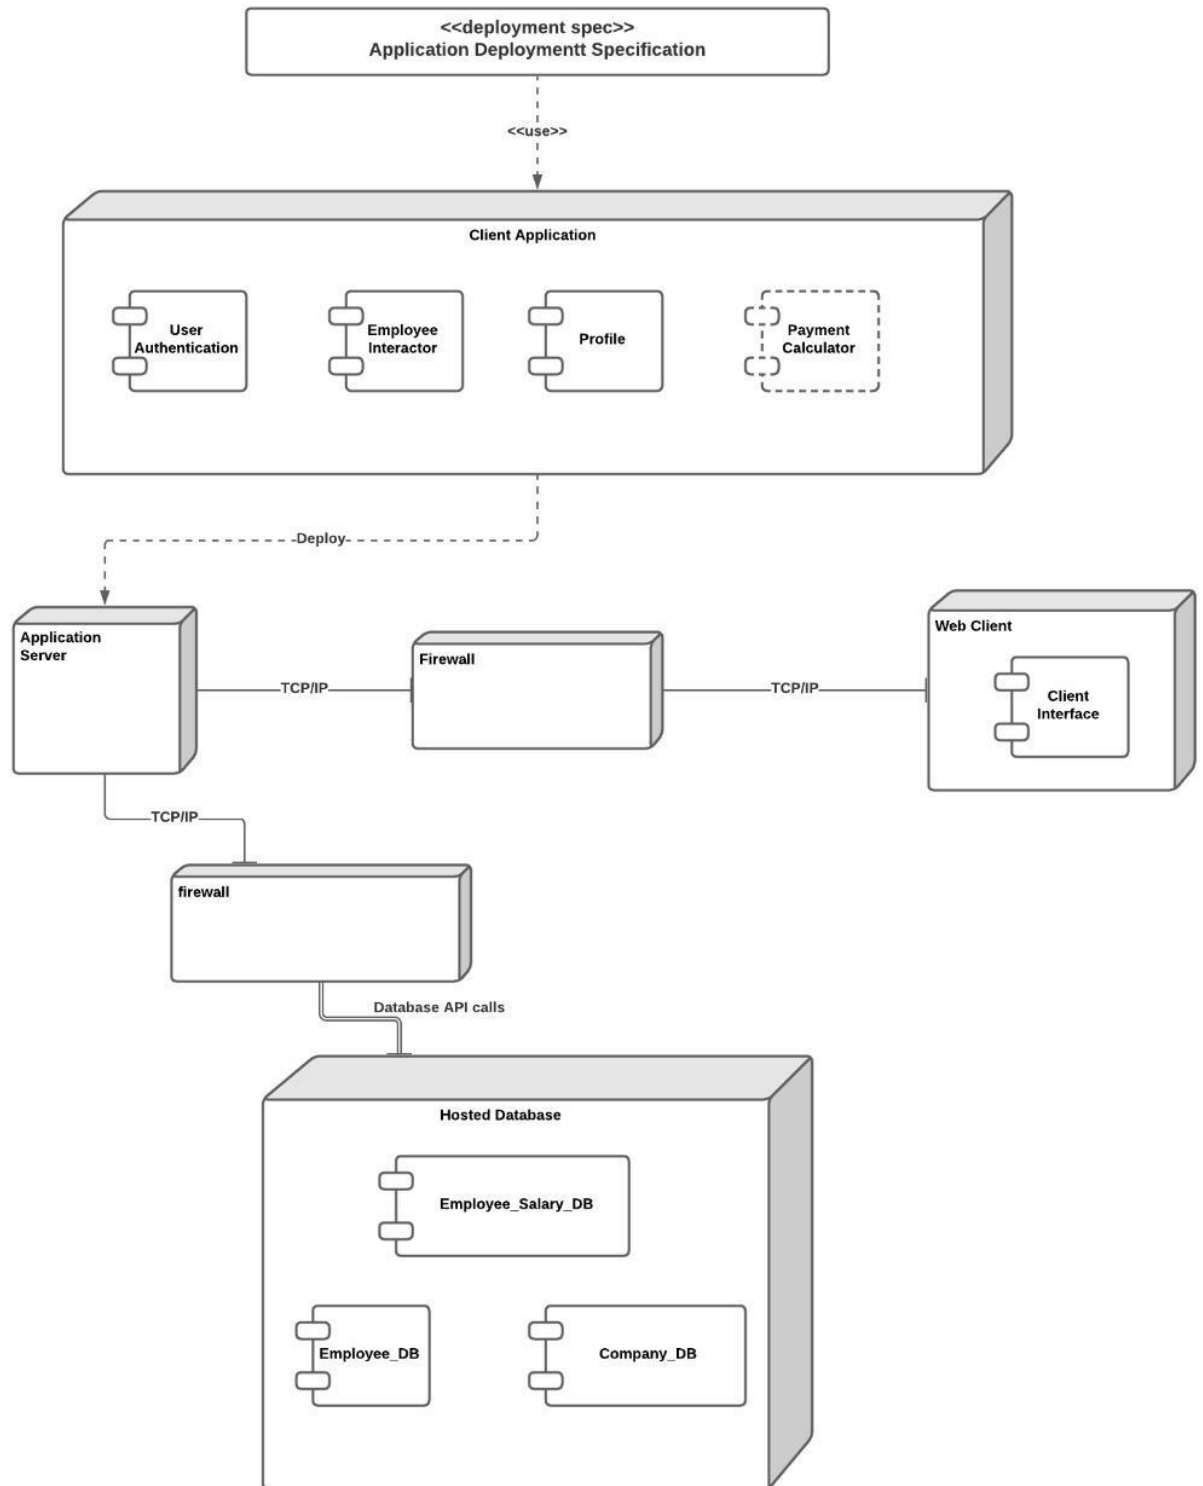 <<deployment spec>>
Application Deploymentt Specification
<<use>>
Client Application
User
Authentication
Employee
Interactor
Profile
Payment
Calculator
Deploy
Application
Server
Firewall
Web Client
Client
Interface
TCP/IP
TCP/IP
TCP/IP
firewall
Database API calls
Hosted Database
Employee_Salary_DB
Employee_DB
Company_DB